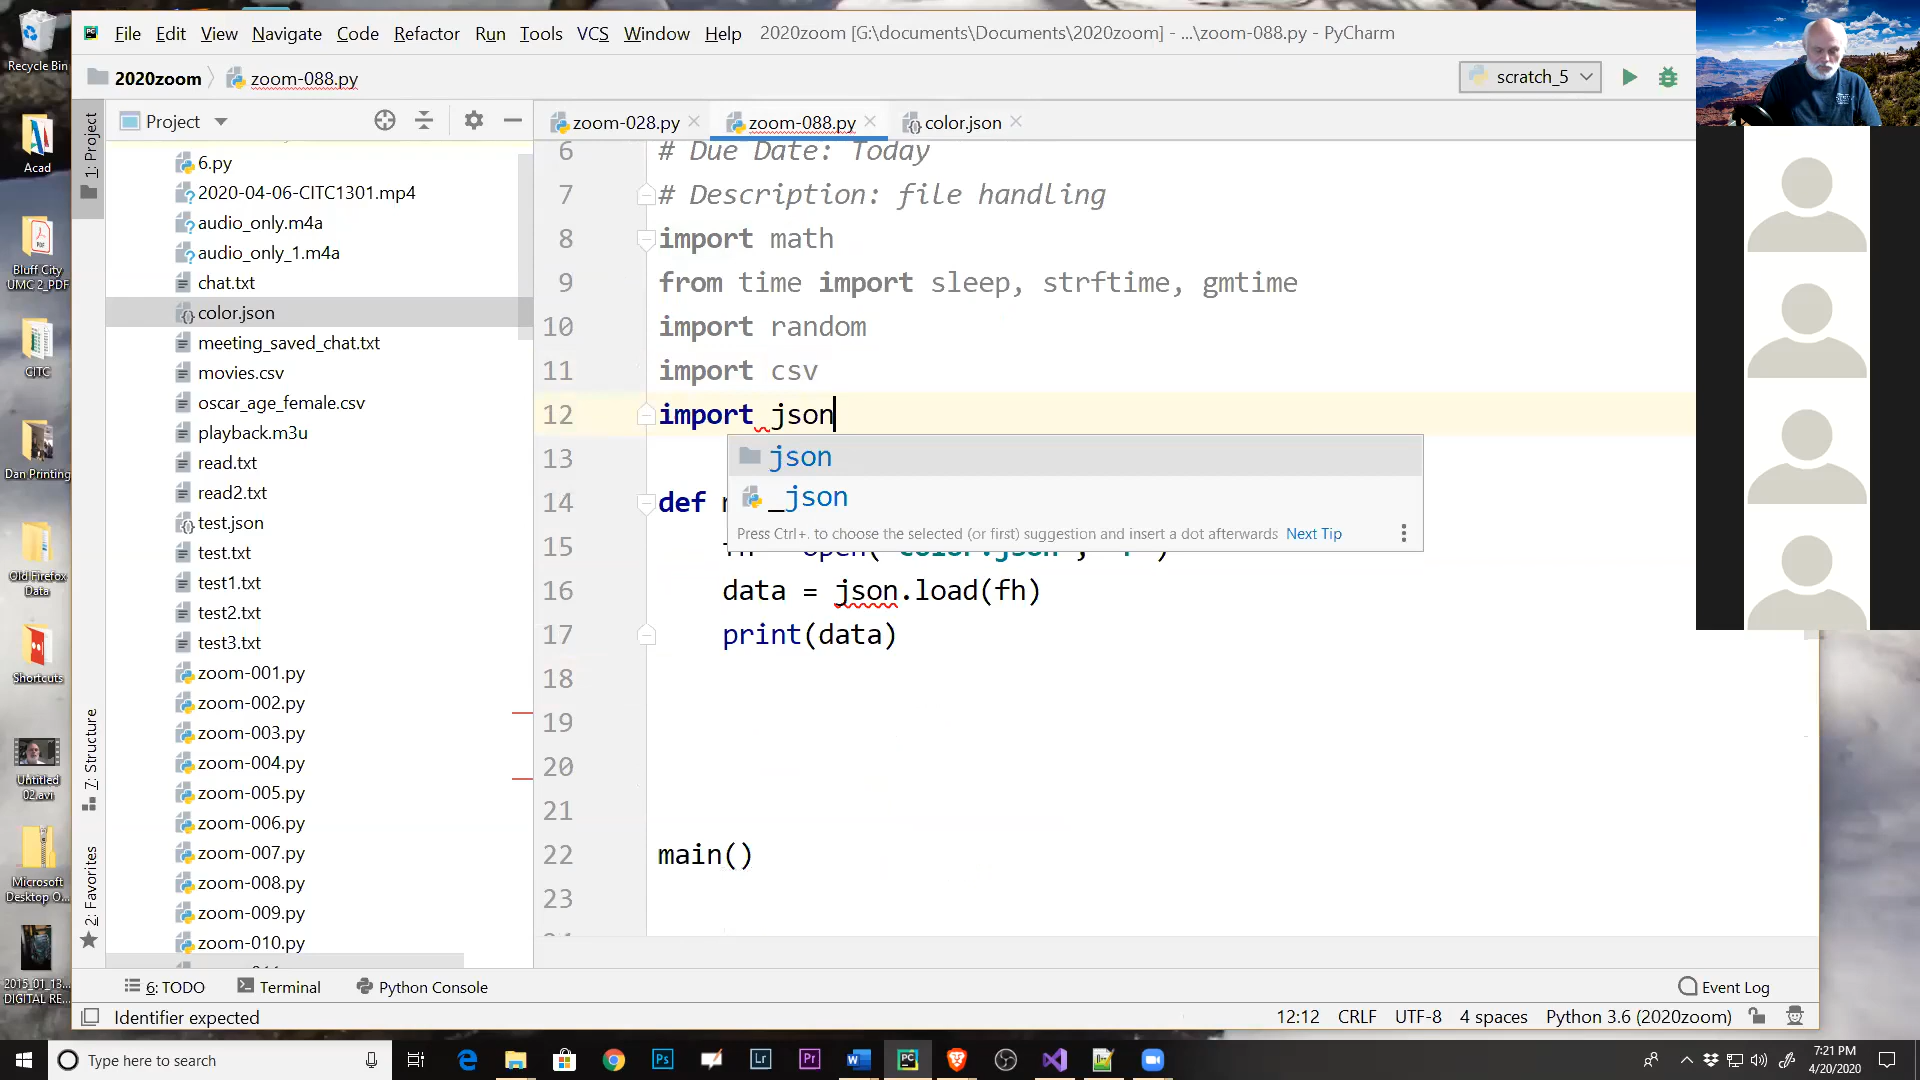 Recycle Bin
Acad
Bluff City
UMC 2_PDF
CITC
Dan Printing
Old Firefox
Data
Shortcuts
Untitled
02.avi
Microsoft
Desktop O...
2015_01_13...
DIGITAL RE...
File Edit View Navigate Code Refactor Run Tools VCS Window Help 2020zoom [G:\documents\Documents\2020zoom] - ...\zoom-088.py - PyCharm
2020zoom zoom-088.py scratch_5
1: Project
7: Structure
2: Favorites
Project
6.py
2020-04-06-CITC1301.mp4
audio_only.m4a
audio_only_1.m4a
chat.txt
color.json
meeting_saved_chat.txt
movies.csv
oscar_age_female.csv
playback.m3u
read.txt
read2.txt
test.json
test.txt
test1.txt
test2.txt
test3.txt
zoom-001.py
zoom-002.py
zoom-003.py
zoom-004.py
zoom-005.py
zoom-006.py
zoom-007.py
zoom-008.py
zoom-009.py
zoom-010.py
zoom-028.py zoom-088.py color.json
6 # Due Date: Today
7 # Description: file handling
8 import math
9 from time import sleep, strftime, gmtime
10 import random
11 import csv
12 import json
json
_json
Press Ctrl+. to choose the selected (or first) suggestion and insert a dot afterwards Next Tip
13
14 def
15
16 data = json.load(fh)
17 print(data)
18
19
20
21
22 main()
23
6: TODO Terminal Python Console Event Log
Identifier expected 12:12 CRLF UTF-8 4 spaces Python 3.6 (2020zoom)
Type here to search
7:21 PM
4/20/2020